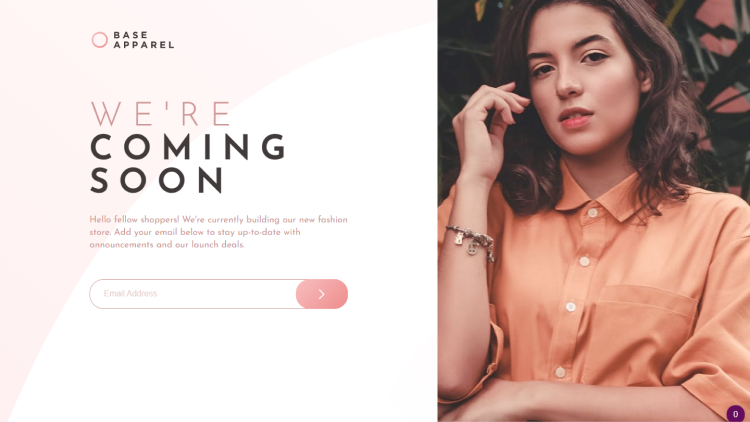 BASE
APPAREL
WE'RE
COMING
SOON
Hello fellow shoppers! We're currently building our new fashion
store. Add your email below to stay up-to-date with
announcements and our launch deals.
Email Address
0